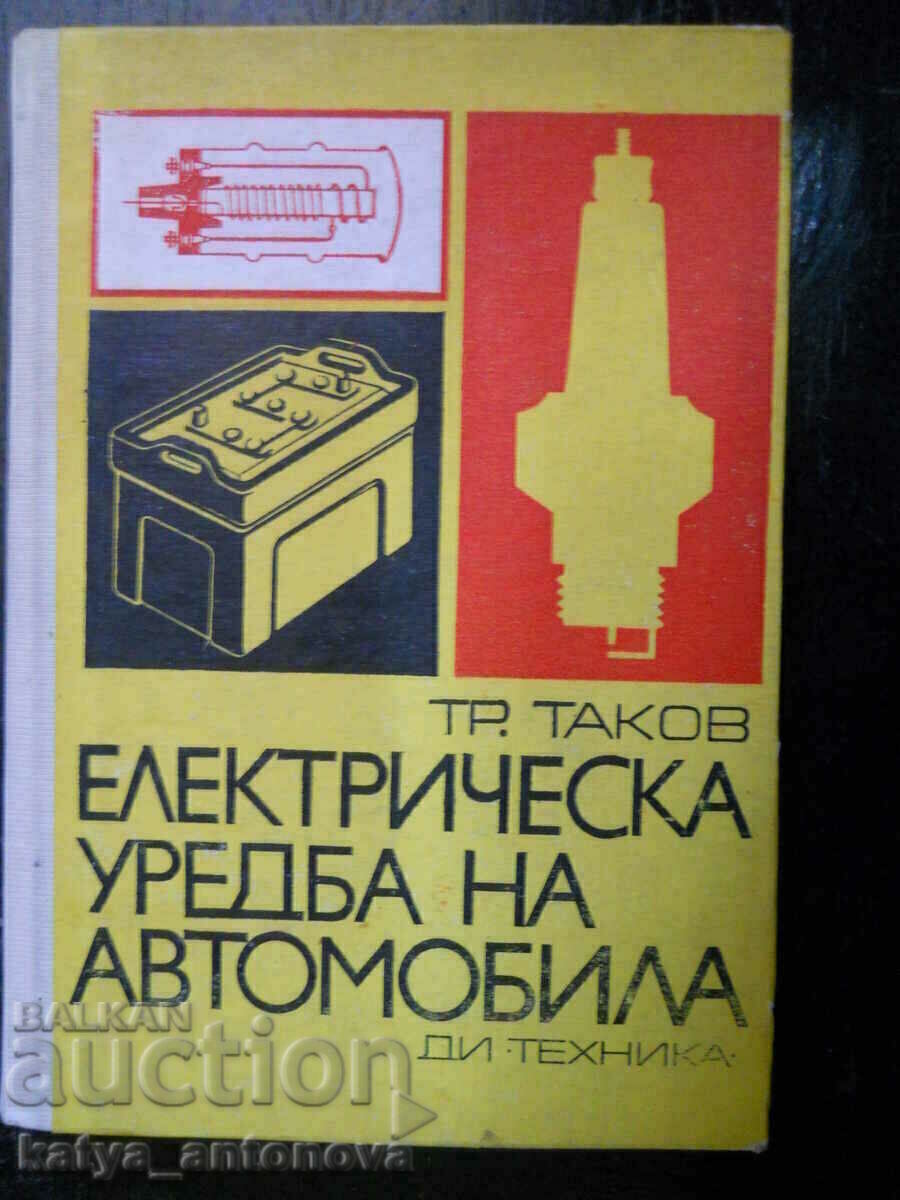 ТР. ТАКОВ
ЕЛЕКТРИЧЕСКА
УРЕДБА НА
АВТОМОБИЛА
ДИ ·ТЕХНИКА·
BALKAN
auction
katya_antonova